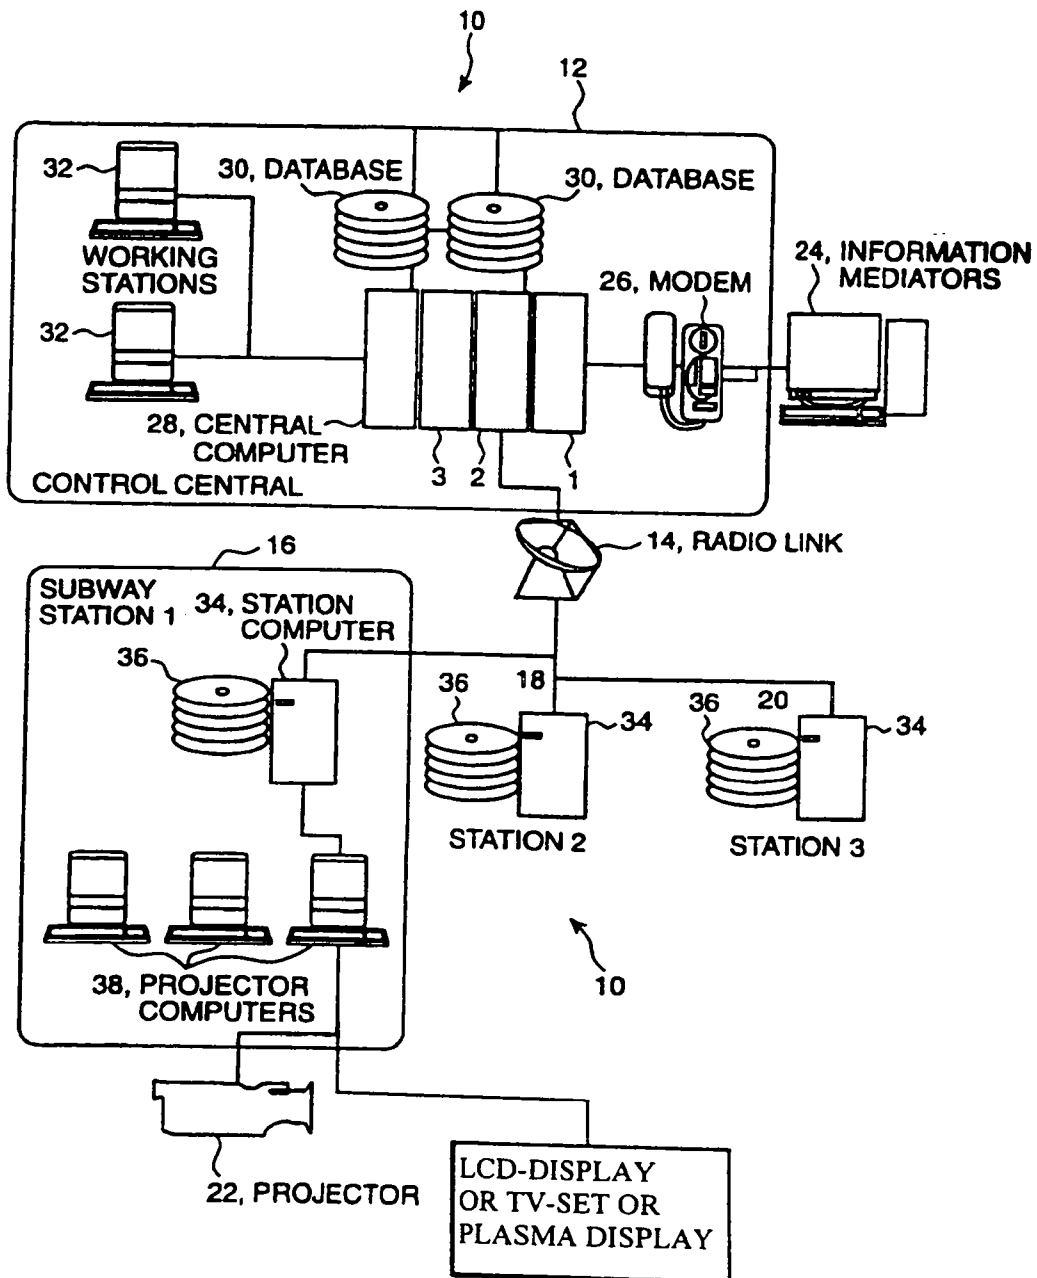 10
12
32
30, DATABASE
30, DATABASE
WORKING
STATIONS
26, MODEM
24, INFORMATION
MEDIATORS
32
28, CENTRAL
COMPUTER
3
2
1
CONTROL CENTRAL
14, RADIO LINK
16
SUBWAY
STATION 1
34, STATION
COMPUTER
36
36
18
34
36
20
34
STATION 2
STATION 3
38, PROJECTOR
COMPUTERS
10
22, PROJECTOR
LCD-DISPLAY
OR TV-SET OR
PLASMA DISPLAY